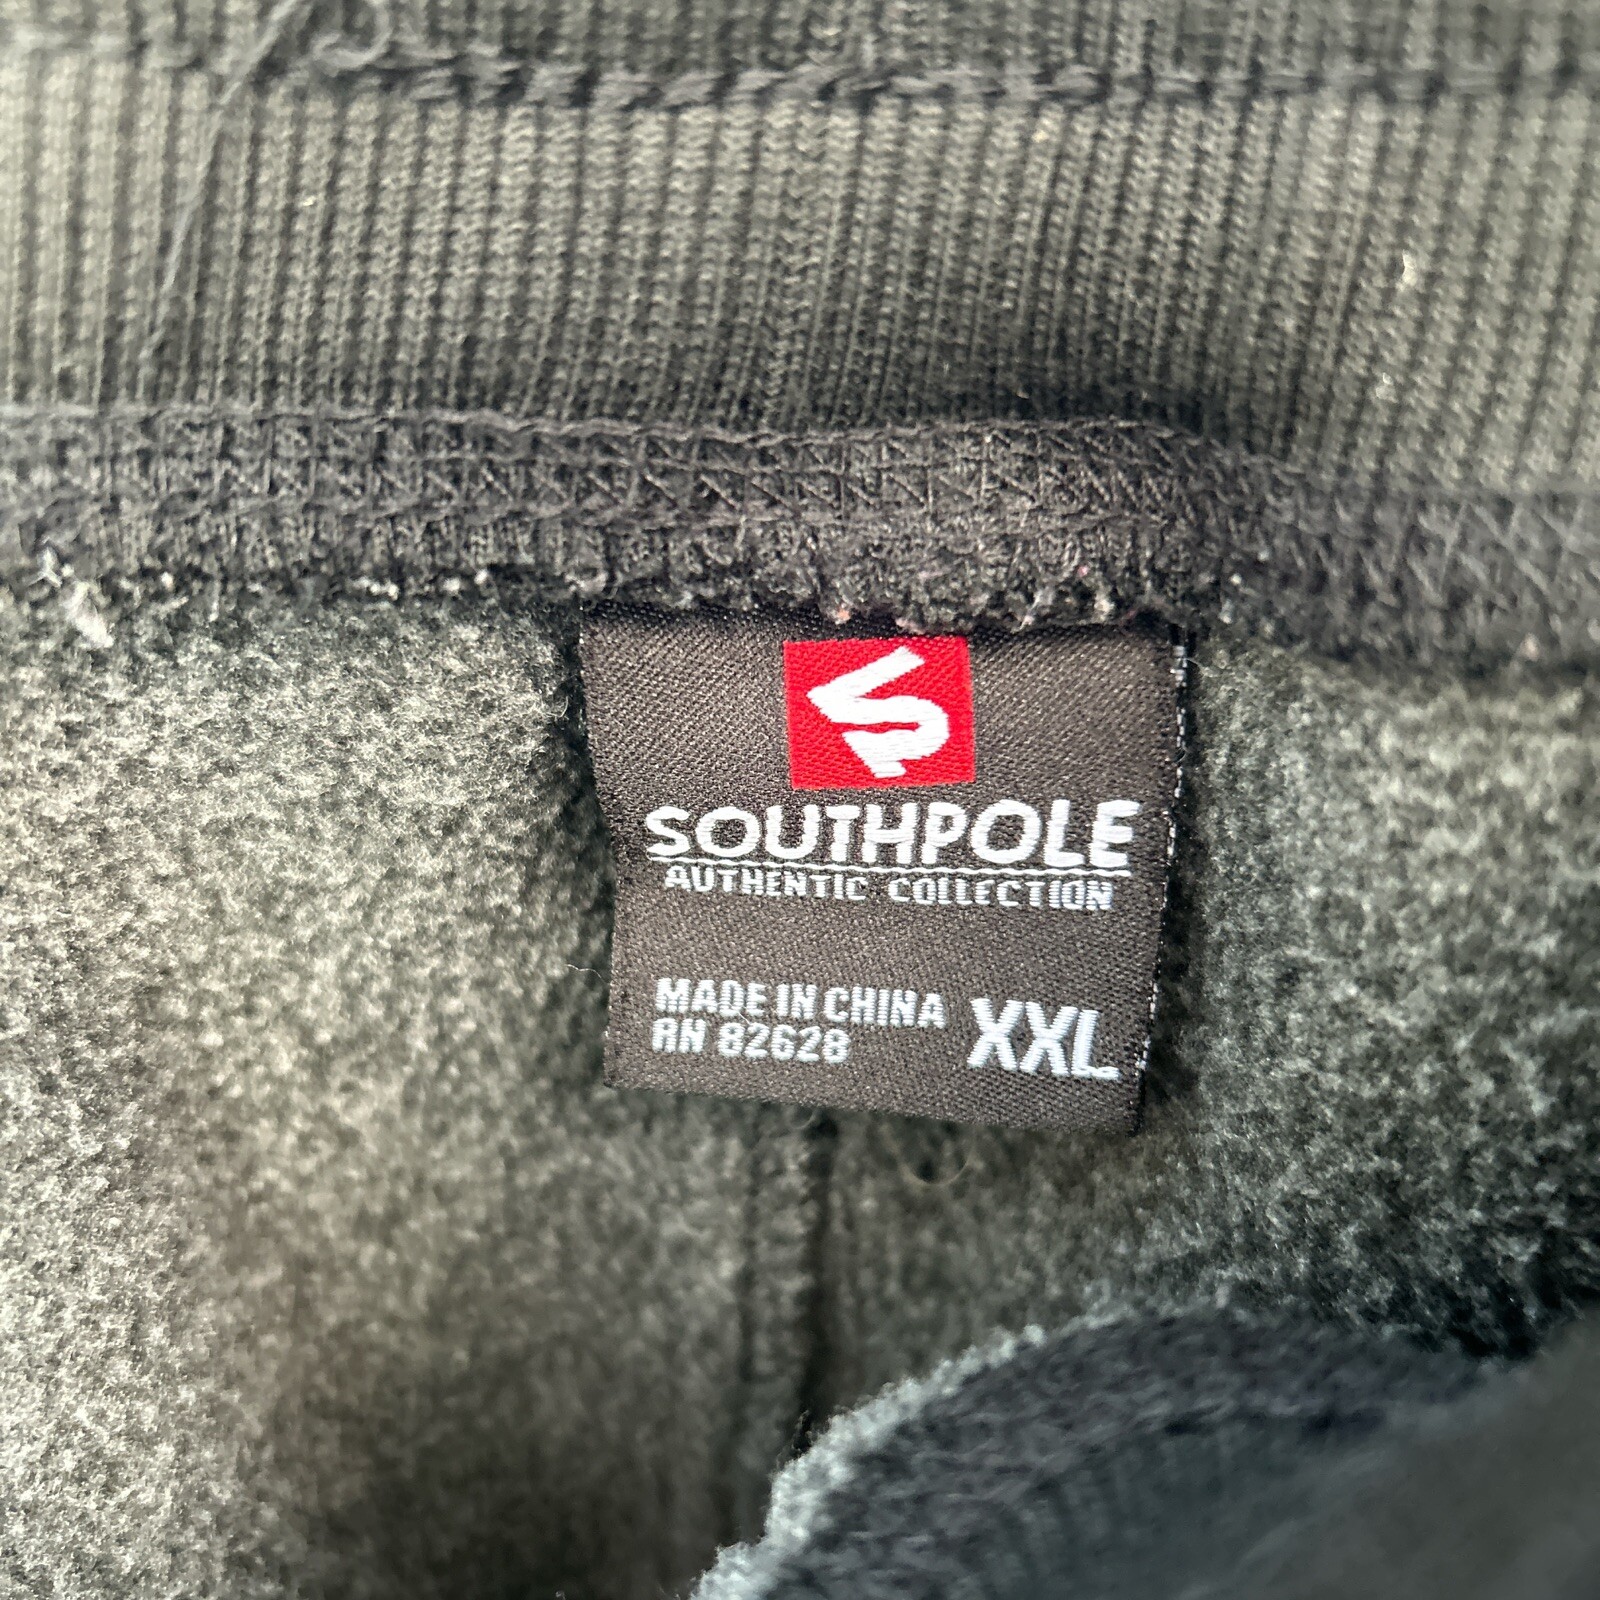 SOUTHPOLE
AUTHENTIC COLLECTION
MADE IN CHINA
RN 82628
XXL